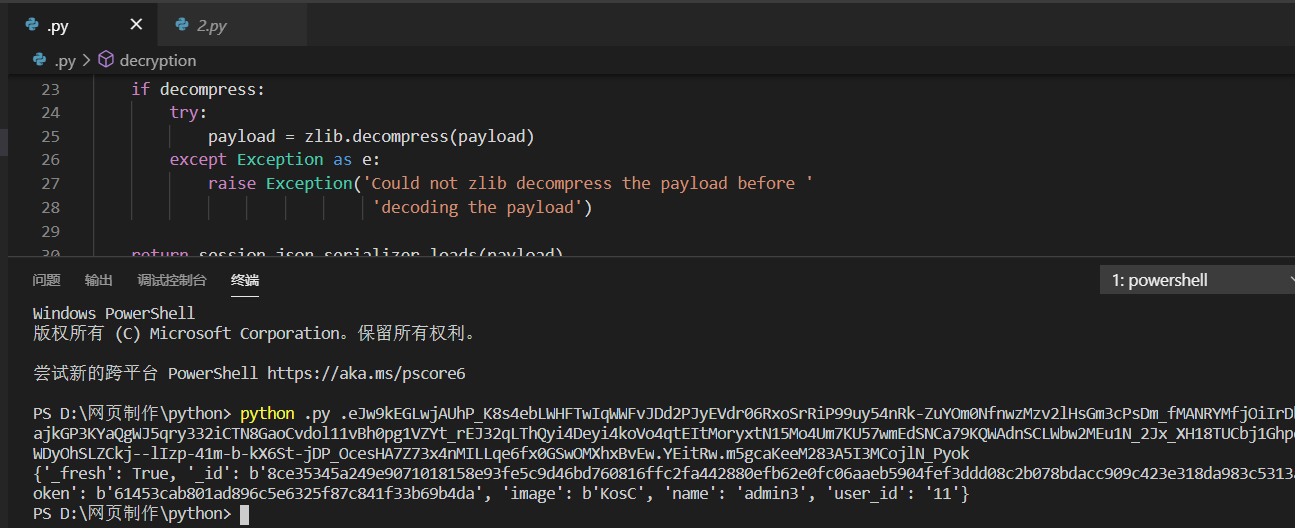 .py
2.py
.py > decryption
23 if decompress:
24 try:
25 payload = zlib.decompress(payload)
26 except Exception as e:
27 raise Exception('Could not zlib decompress the payload before '
28 'decoding the payload')
29
30 return session_json_serializer.loads(payload)
问题 输出 调试控制台 终端
1: powershell
Windows PowerShell
版权所有 (C) Microsoft Corporation。保留所有权利。
尝试新的跨平台 PowerShell https://aka.ms/pscore6
PS D:\网页制作\python> python .py .eJw9kEGLwjAUhP_K8s4ebLWHFTwIqWWFvJDd2PJyEVdr06RxoSrRiP99uy54nRk-ZuYOm0NfnwzMzv2lHsGm3cPsDm_fMANRYMfjOiIrD
ajkGP3KYaQgWJ5qry332iCTN8GaoCvdol11vBh0pg1VZYt_rEJ32qLThQyi4Deyi4koVo4qtEItMoryxtN15Mo4Um7KU57wmEdSNCa79KQWAdnSCLWbw2MEu1N_2Jx_XH18TUCbj1Ghp
WDyOhSLZCkj--lIzp-41m-b-kX6St-jDP_OcesHA7Z73x4nMILLqe6fx0GSwOMXhxBvEw.YEitRw.m5gcaKeeM283A5I3MCojlN_Pyok
{'_fresh': True, '_id': b'8ce35345a249e9071018158e93fe5c9d46bd760816ffc2fa442880efb62e0fc06aaeb5904fef3ddd08c2b078bdacc909c423e318da983c5313
oken': b'61453cab801ad896c5e6325f87c841f33b69b4da', 'image': b'KosC', 'name': 'admin3', 'user_id': '11'}
PS D:\网页制作\python>